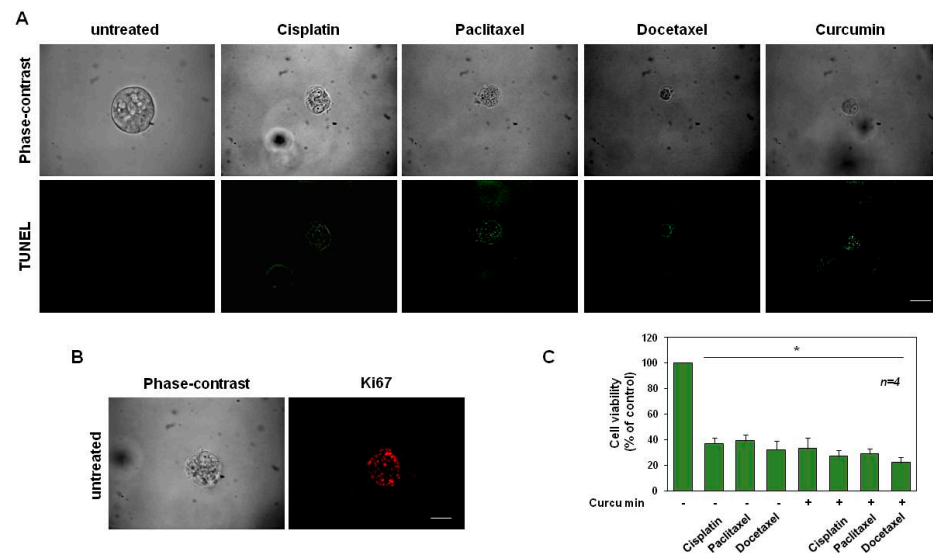 A
untreated Cisplatin Paclitaxel Docetaxel Curcumin
Phase-contrast
TUNEL
B
Phase-contrast Ki67
untreated
C
Cell viability
(% of control)
120
100
80
60
40
20
0
*
n=4
Curcu min - - - - + + + +
Cisplatin Paclitaxel Docetaxel Cisplatin Paclitaxel Docetaxel